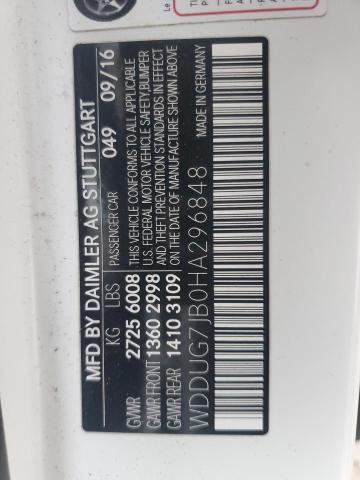 MFD BY DAIMLER AG STUTTGART
KG LBS PASSENGER CAR 049 09/16
GVWR 2725 6008 THIS VEHICLE CONFORMS TO ALL APPLICABLE
GAWR FRONT 1360 2998 U.S. FEDERAL MOTOR VEHICLE SAFETY, BUMPER
AND THEFT PREVENTION STANDARDS IN EFFECT
GAWR REAR 1410 3109 ON THE DATE OF MANUFACTURE SHOWN ABOVE
WDDUG7JB0HA296848 MADE IN GERMANY